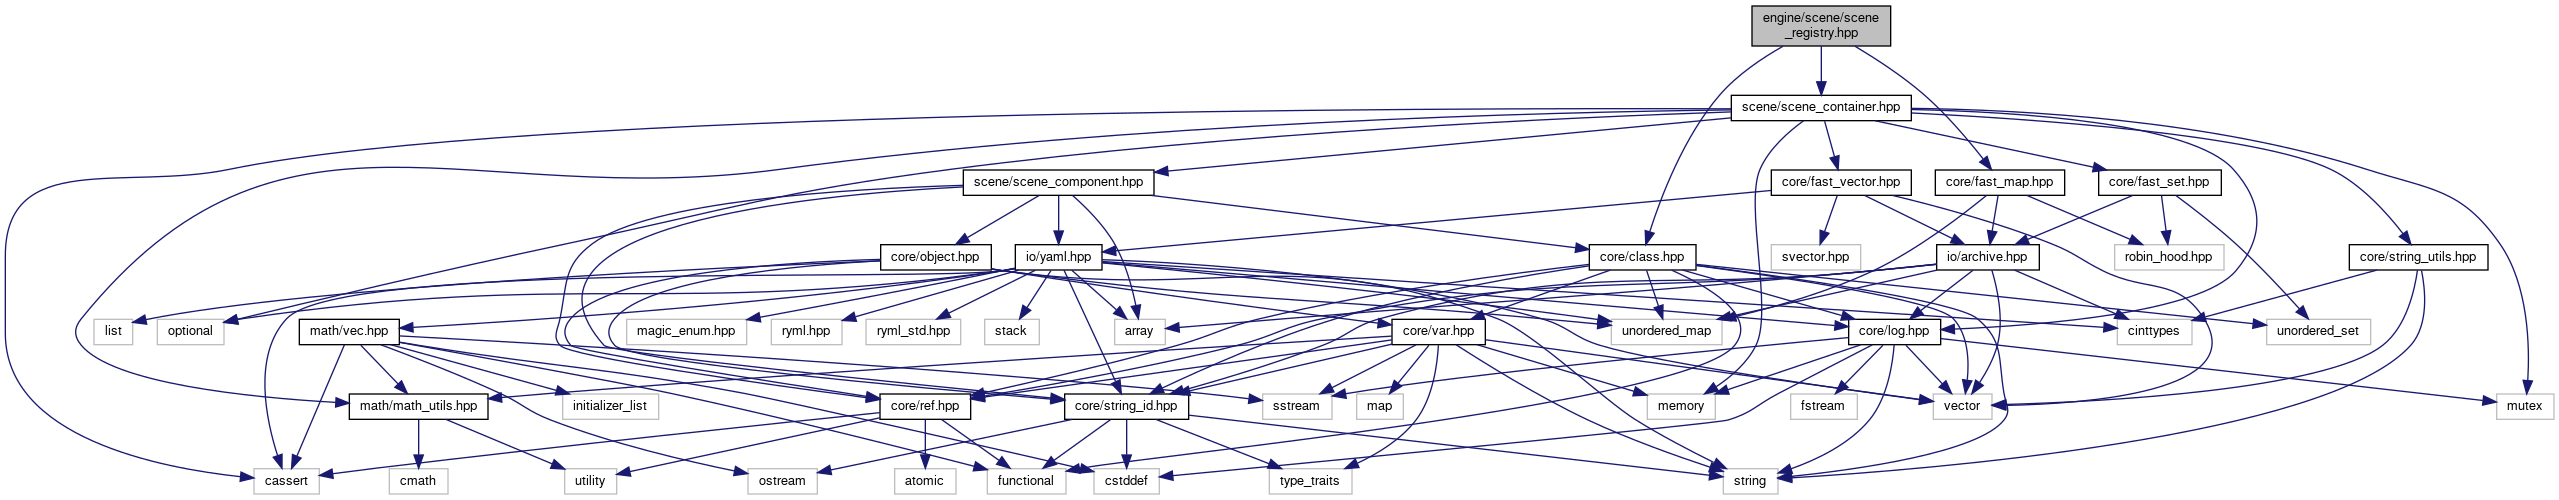 engine/scene/scene
_registry.hpp
scene/scene_container.hpp
scene/scene_component.hpp
core/fast_vector.hpp
core/fast_map.hpp
core/fast_set.hpp
core/object.hpp
io/yaml.hpp
core/class.hpp
svector.hpp
io/archive.hpp
robin_hood.hpp
core/string_utils.hpp
list
optional
math/vec.hpp
magic_enum.hpp
ryml.hpp
ryml_std.hpp
stack
array
core/var.hpp
unordered_map
core/log.hpp
cinttypes
unordered_set
math/math_utils.hpp
initializer_list
core/ref.hpp
core/string_id.hpp
sstream
map
memory
fstream
vector
mutex
cassert
cmath
utility
ostream
atomic
functional
cstddef
type_traits
string